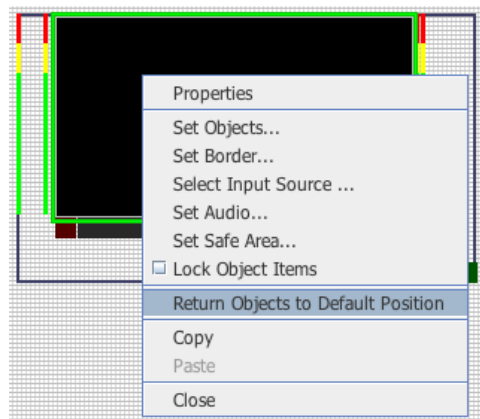 Properties
Set Objects...
Set Border...
Select Input Source ...
Set Audio...
Set Safe Area...
Lock Object Items
Return Objects to Default Position
Copy
Paste
Close